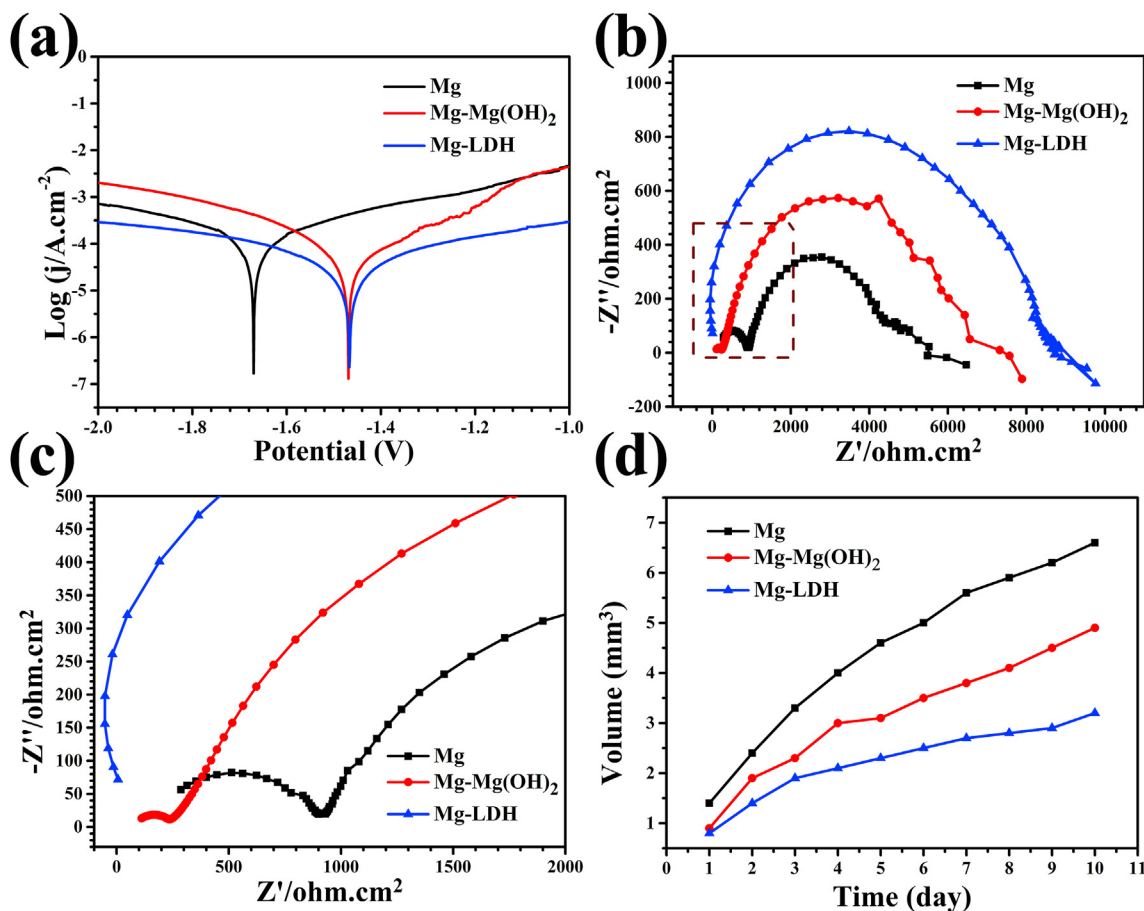 (a)
Log (j/A.cm⁻²)
0
-1
-2
-3
-4
-5
-6
-7
Mg
Mg-Mg(OH)₂
Mg-LDH
-2.0 -1.8 -1.6 -1.4 -1.2 -1.0
Potential (V)
(b)
-Z''/ohm.cm²
1000
800
600
400
200
0
-200
Mg
Mg-Mg(OH)₂
Mg-LDH
0 2000 4000 6000 8000 10000
Z'/ohm.cm²
(c)
-Z''/ohm.cm²
500
450
400
350
300
250
200
150
100
50
0
Mg
Mg-Mg(OH)₂
Mg-LDH
0 500 1000 1500 2000
Z'/ohm.cm²
(d)
Volume (mm³)
7
6
5
4
3
2
1
Mg
Mg-Mg(OH)₂
Mg-LDH
0 1 2 3 4 5 6 7 8 9 10 11
Time (day)